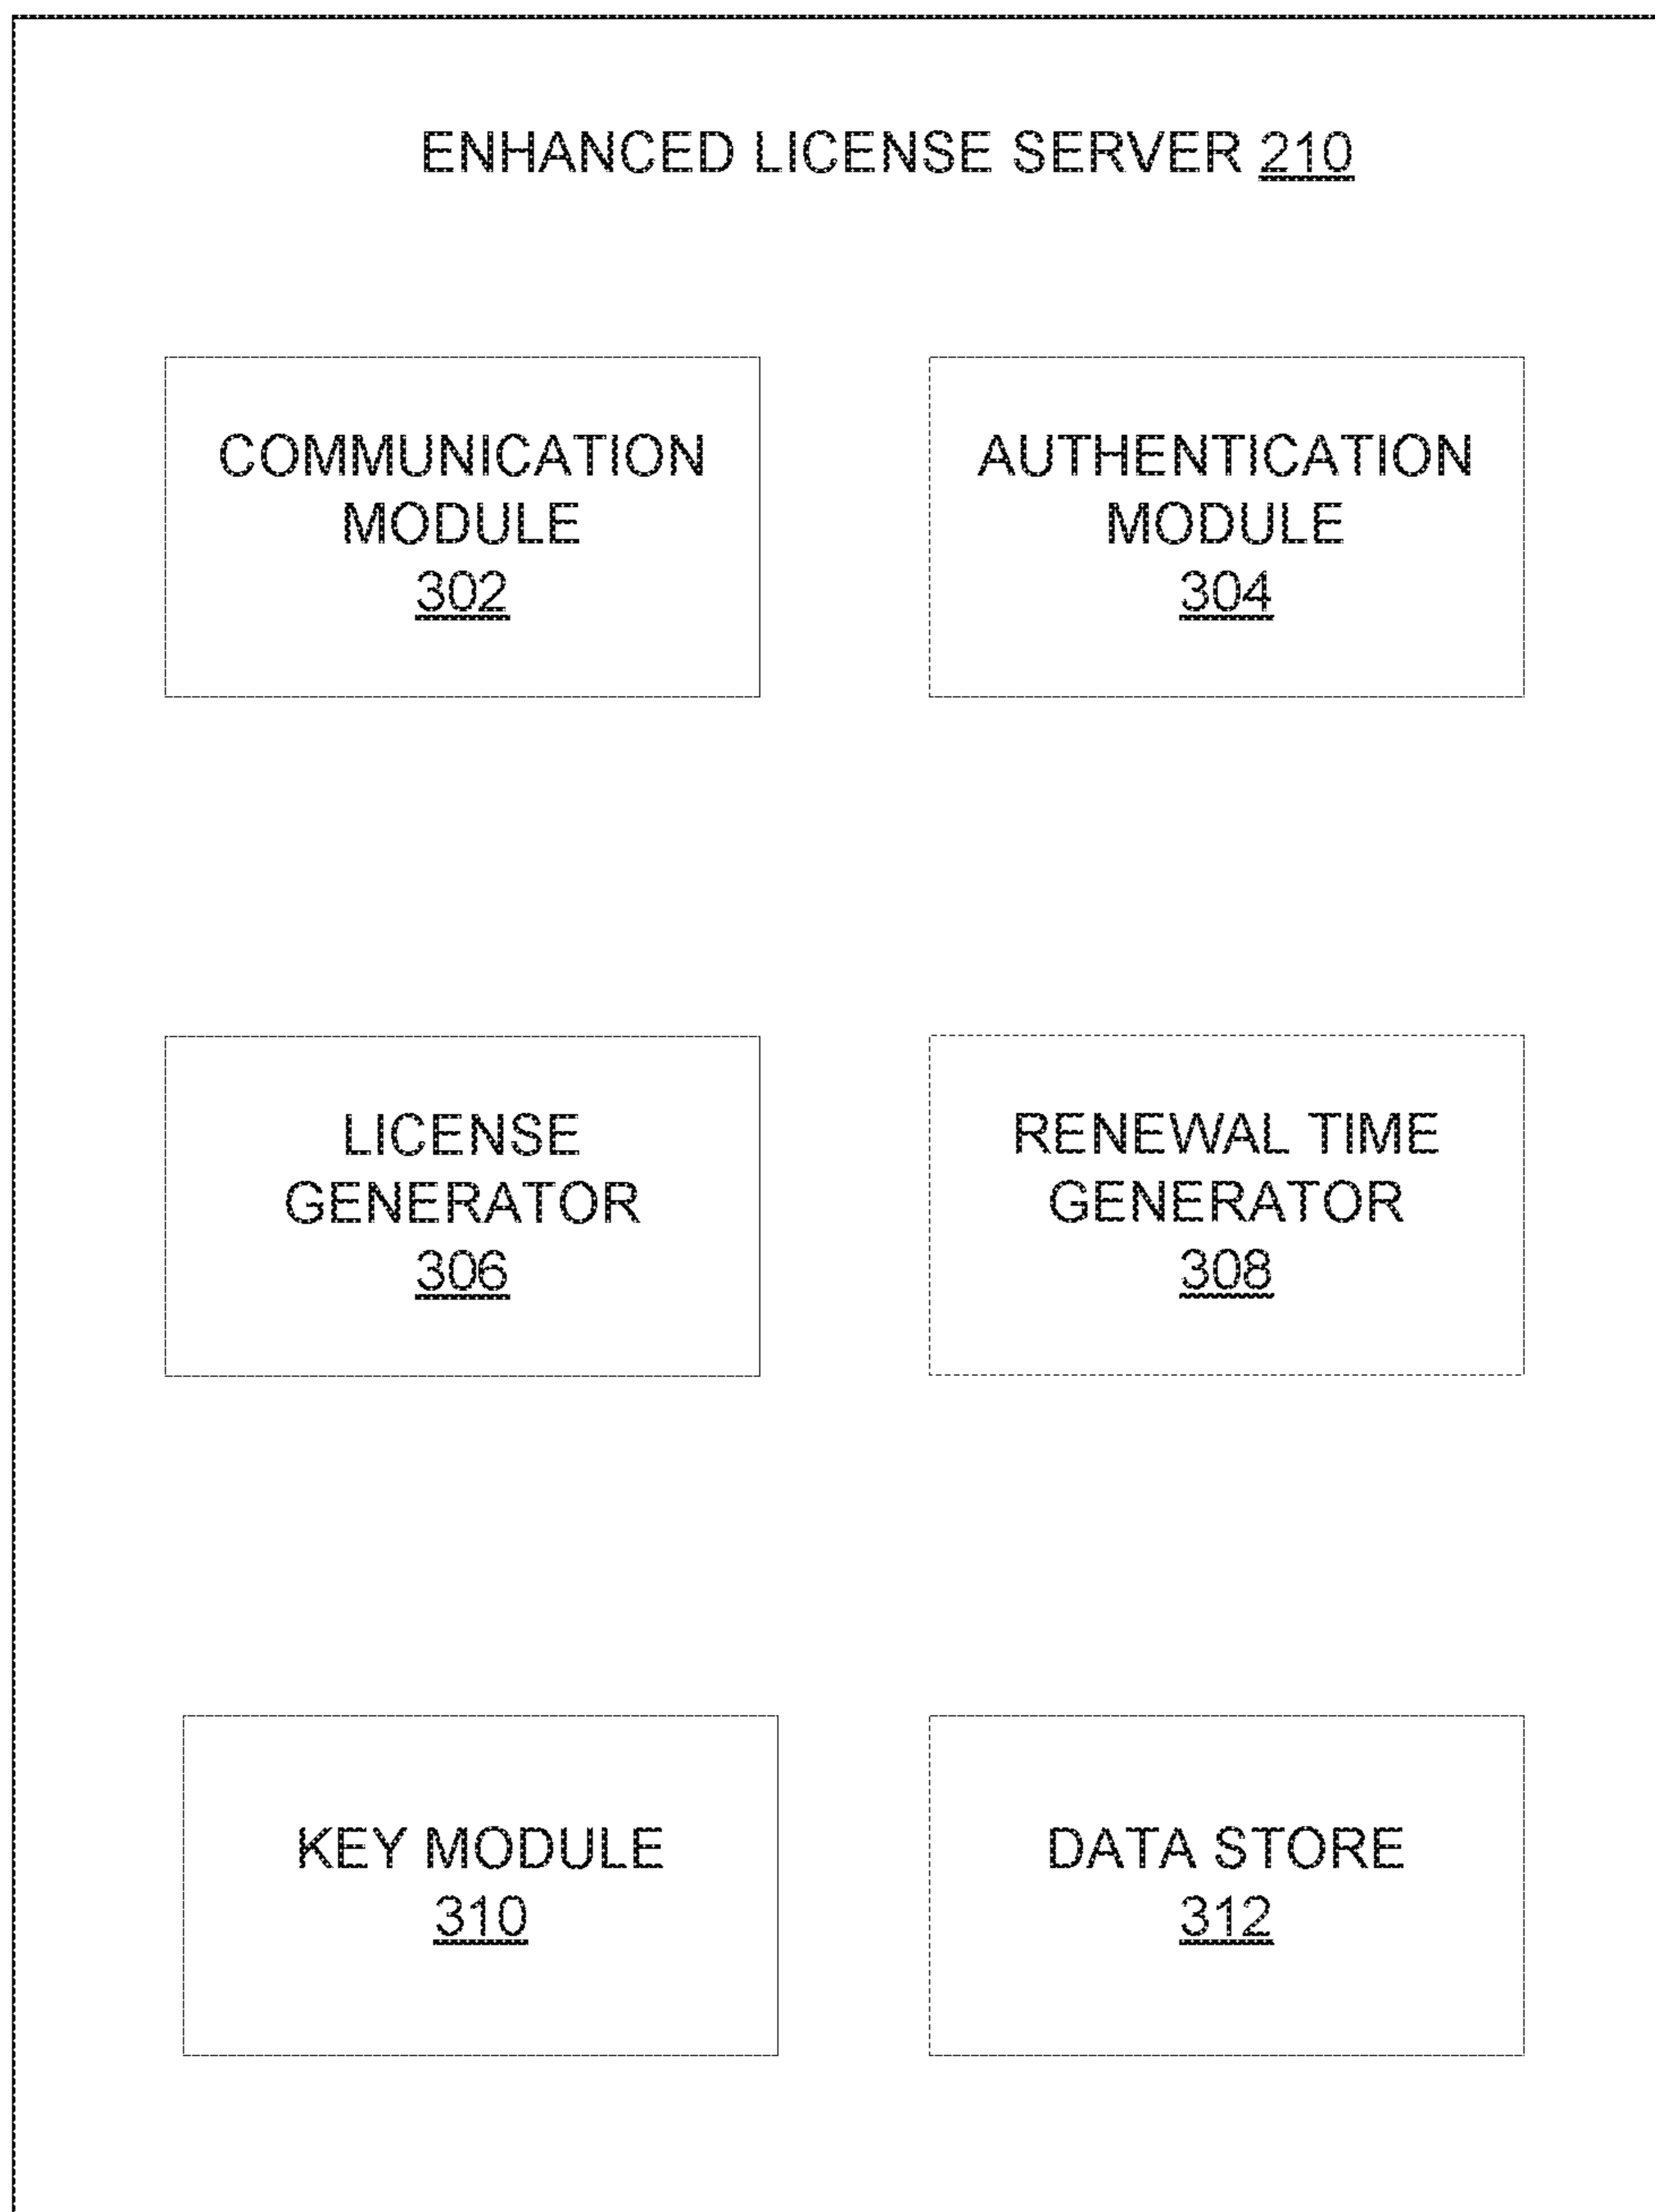 ENHANCED LICENSE SERVER 210
COMMUNICATION
MODULE
302
AUTHENTICATION
MODULE
304
LICENSE
GENERATOR
306
RENEWAL TIME
GENERATOR
308
KEY MODULE
310
DATA STORE
312